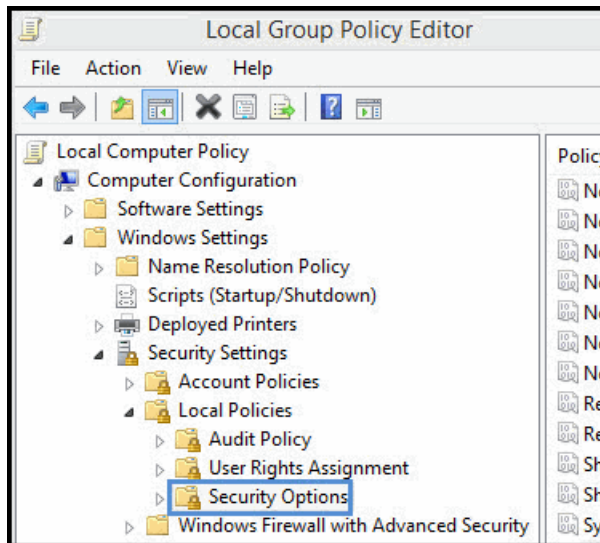 Local Group Policy Editor
File Action View Help
Local Computer Policy
Computer Configuration
Software Settings
Windows Settings
Name Resolution Policy
Scripts (Startup/Shutdown)
Deployed Printers
Security Settings
Account Policies
Local Policies
Audit Policy
User Rights Assignment
Security Options
Windows Firewall with Advanced Security